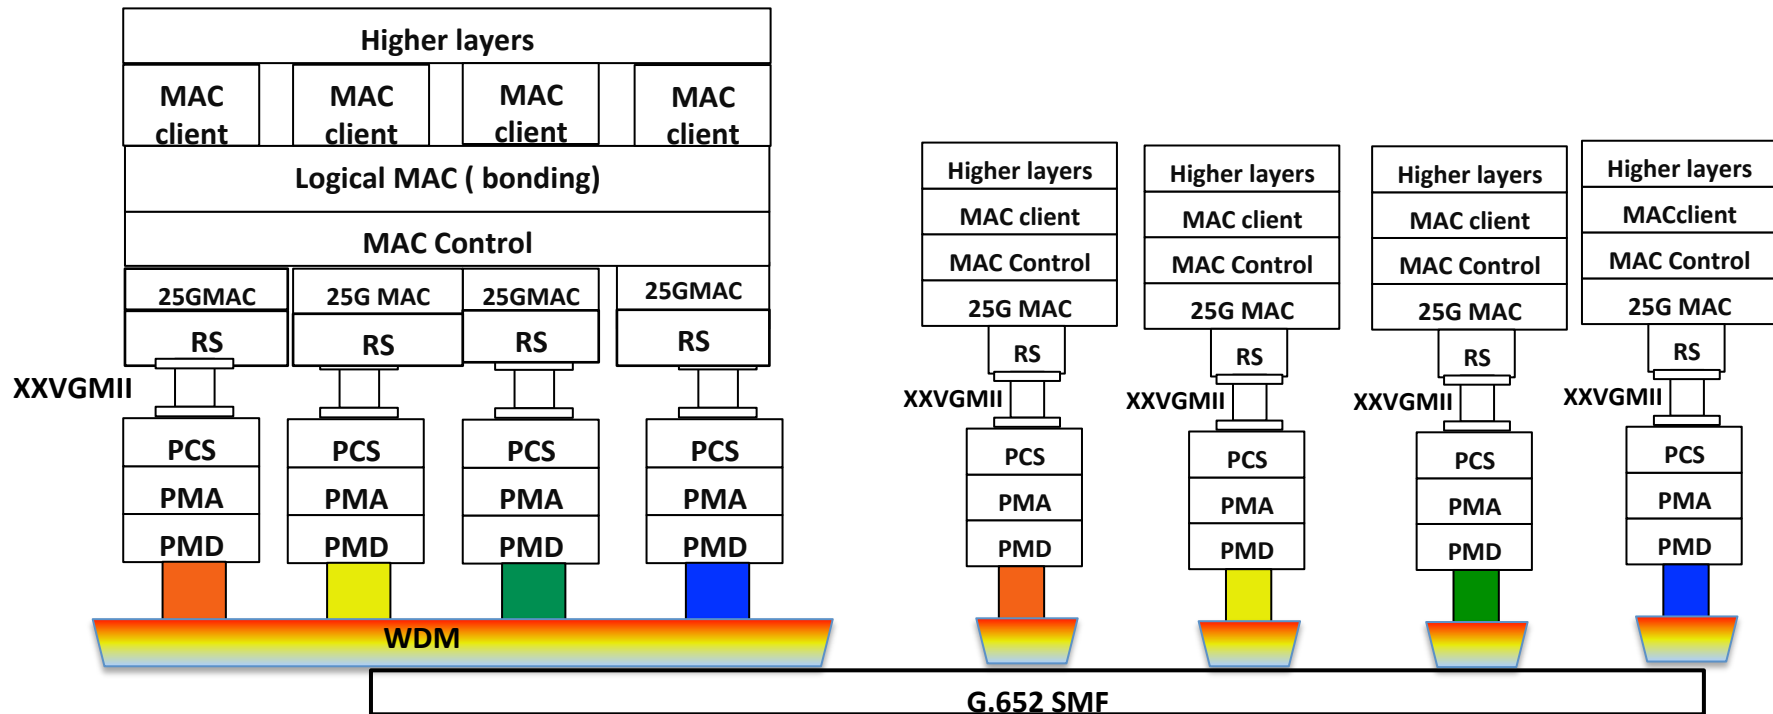 Higher layers
MAC client
MAC client
MAC client
MAC client
Logical MAC ( bonding)
MAC Control
25GMAC
25G MAC
25GMAC
25GMAC
RS
RS
RS
RS
XXVGMII
PCS
PCS
PCS
PCS
PMA
PMA
PMA
PMA
PMD
PMD
PMD
PMD
WDM
Higher layers
MAC client
MAC Control
25G MAC
RS
XXVGMII
PCS
PMA
PMD
Higher layers
MAC client
MAC Control
25G MAC
RS
XXVGMII
PCS
PMA
PMD
Higher layers
MAC client
MAC Control
25G MAC
RS
XXVGMII
PCS
PMA
PMD
Higher layers
MACclient
MAC Control
25G MAC
RS
XXVGMII
PCS
PMA
PMD
G.652 SMF